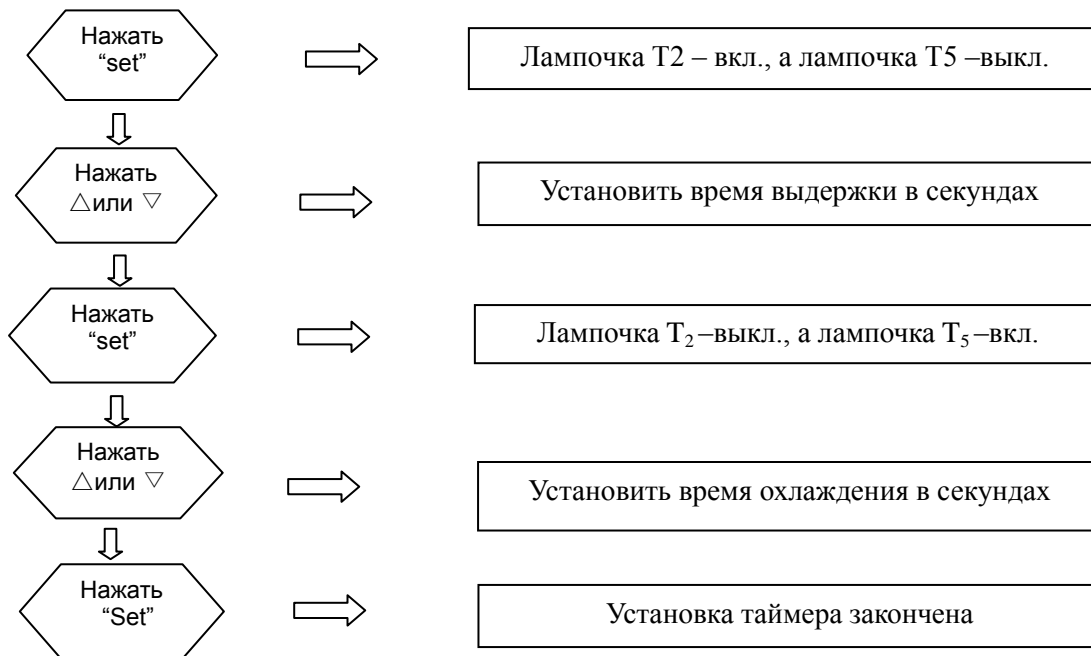 Нажать
“set”
Лампочка Т2 – вкл., а лампочка Т5 –выкл.
Нажать
△или ▽
Установить время выдержки в секундах
Нажать
“set”
Лампочка Т₂–выкл., а лампочка Т₅–вкл.
Нажать
△или ▽
Установить время охлаждения в секундах
Нажать
“Set”
Установка таймера закончена